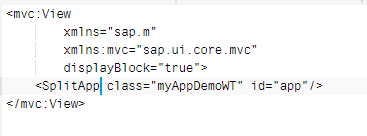 <mvc:View
xmlns="sap.m"
xmlns:mvc="sap.ui.core.mvc"
displayBlock="true">
<SplitApp class="myAppDemoWT" id="app"/>
</mvc:View>